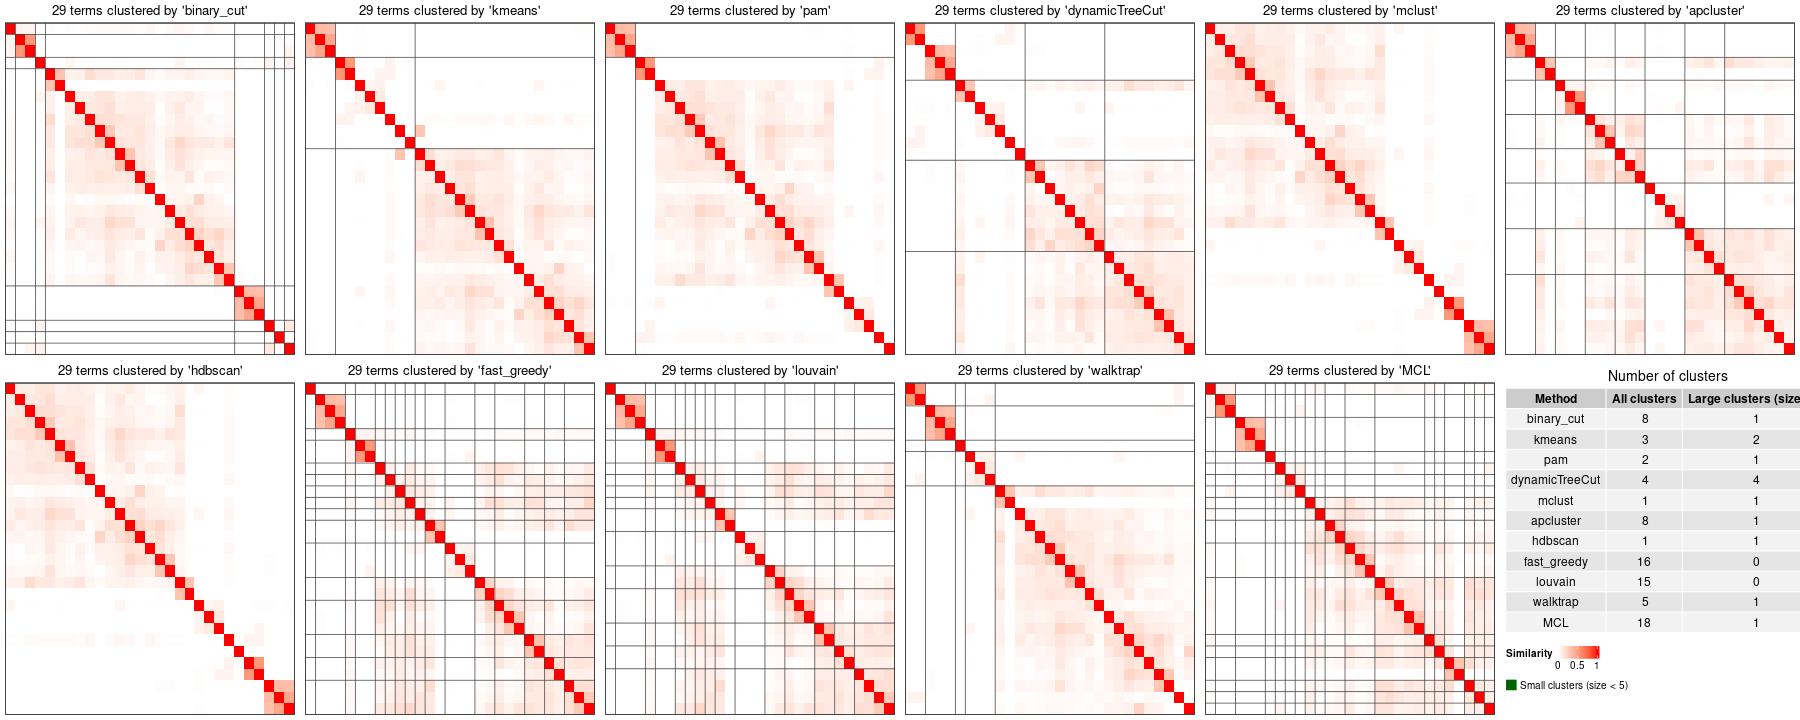 29 terms clustered by 'binary_cut'
29 terms clustered by 'kmeans'
29 terms clustered by 'pam'
29 terms clustered by 'dynamicTreeCut'
29 terms clustered by 'mclust'
29 terms clustered by 'apcluster'
29 terms clustered by 'hdbscan'
29 terms clustered by 'fast_greedy'
29 terms clustered by 'louvain'
29 terms clustered by 'walktrap'
29 terms clustered by 'MCL'
Number of clusters
Method All clusters Large clusters (size
binary_cut 8 1
kmeans 3 2
pam 2 1
dynamicTreeCut 4 4
mclust 1 1
apcluster 8 1
hdbscan 1 1
fast_greedy 16 0
louvain 15 0
walktrap 5 1
MCL 18 1
Similarity
0 0.5 1
Small clusters (size < 5)